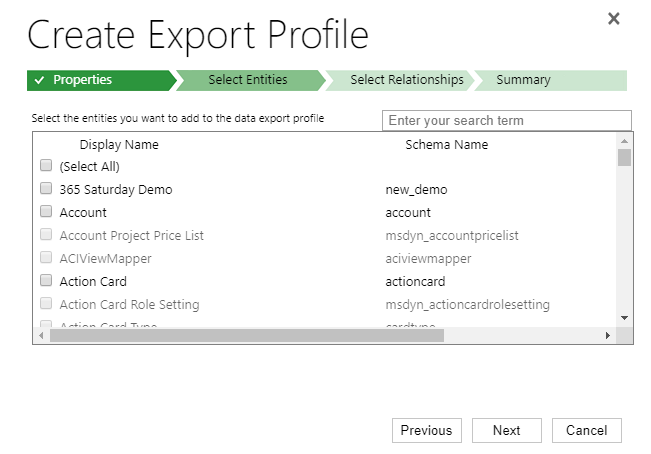 Create Export Profile
Properties Select Entities Select Relationships Summary
Select the entities you want to add to the data export profile Enter your search term
Display Name Schema Name
(Select All)
365 Saturday Demo new_demo
Account account
Account Project Price List msdyn_accountpricelist
ACIViewMapper aciviewmapper
Action Card actioncard
Action Card Role Setting msdyn_actioncardrolesetting
Action Card Type cardtype
Previous Next Cancel